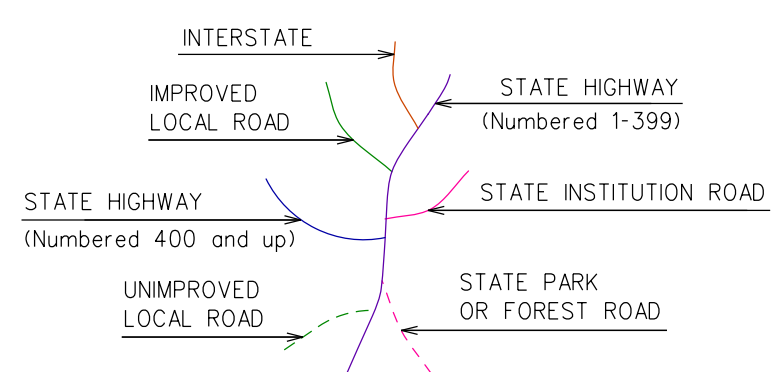 INTERSTATE
STATE HIGHWAY
(Numbered 1-399)
IMPROVED
LOCAL ROAD
STATE INSTITUTION ROAD
STATE HIGHWAY
(Numbered 400 and up)
STATE PARK
OR FOREST ROAD
UNIMPROVED
LOCAL ROAD